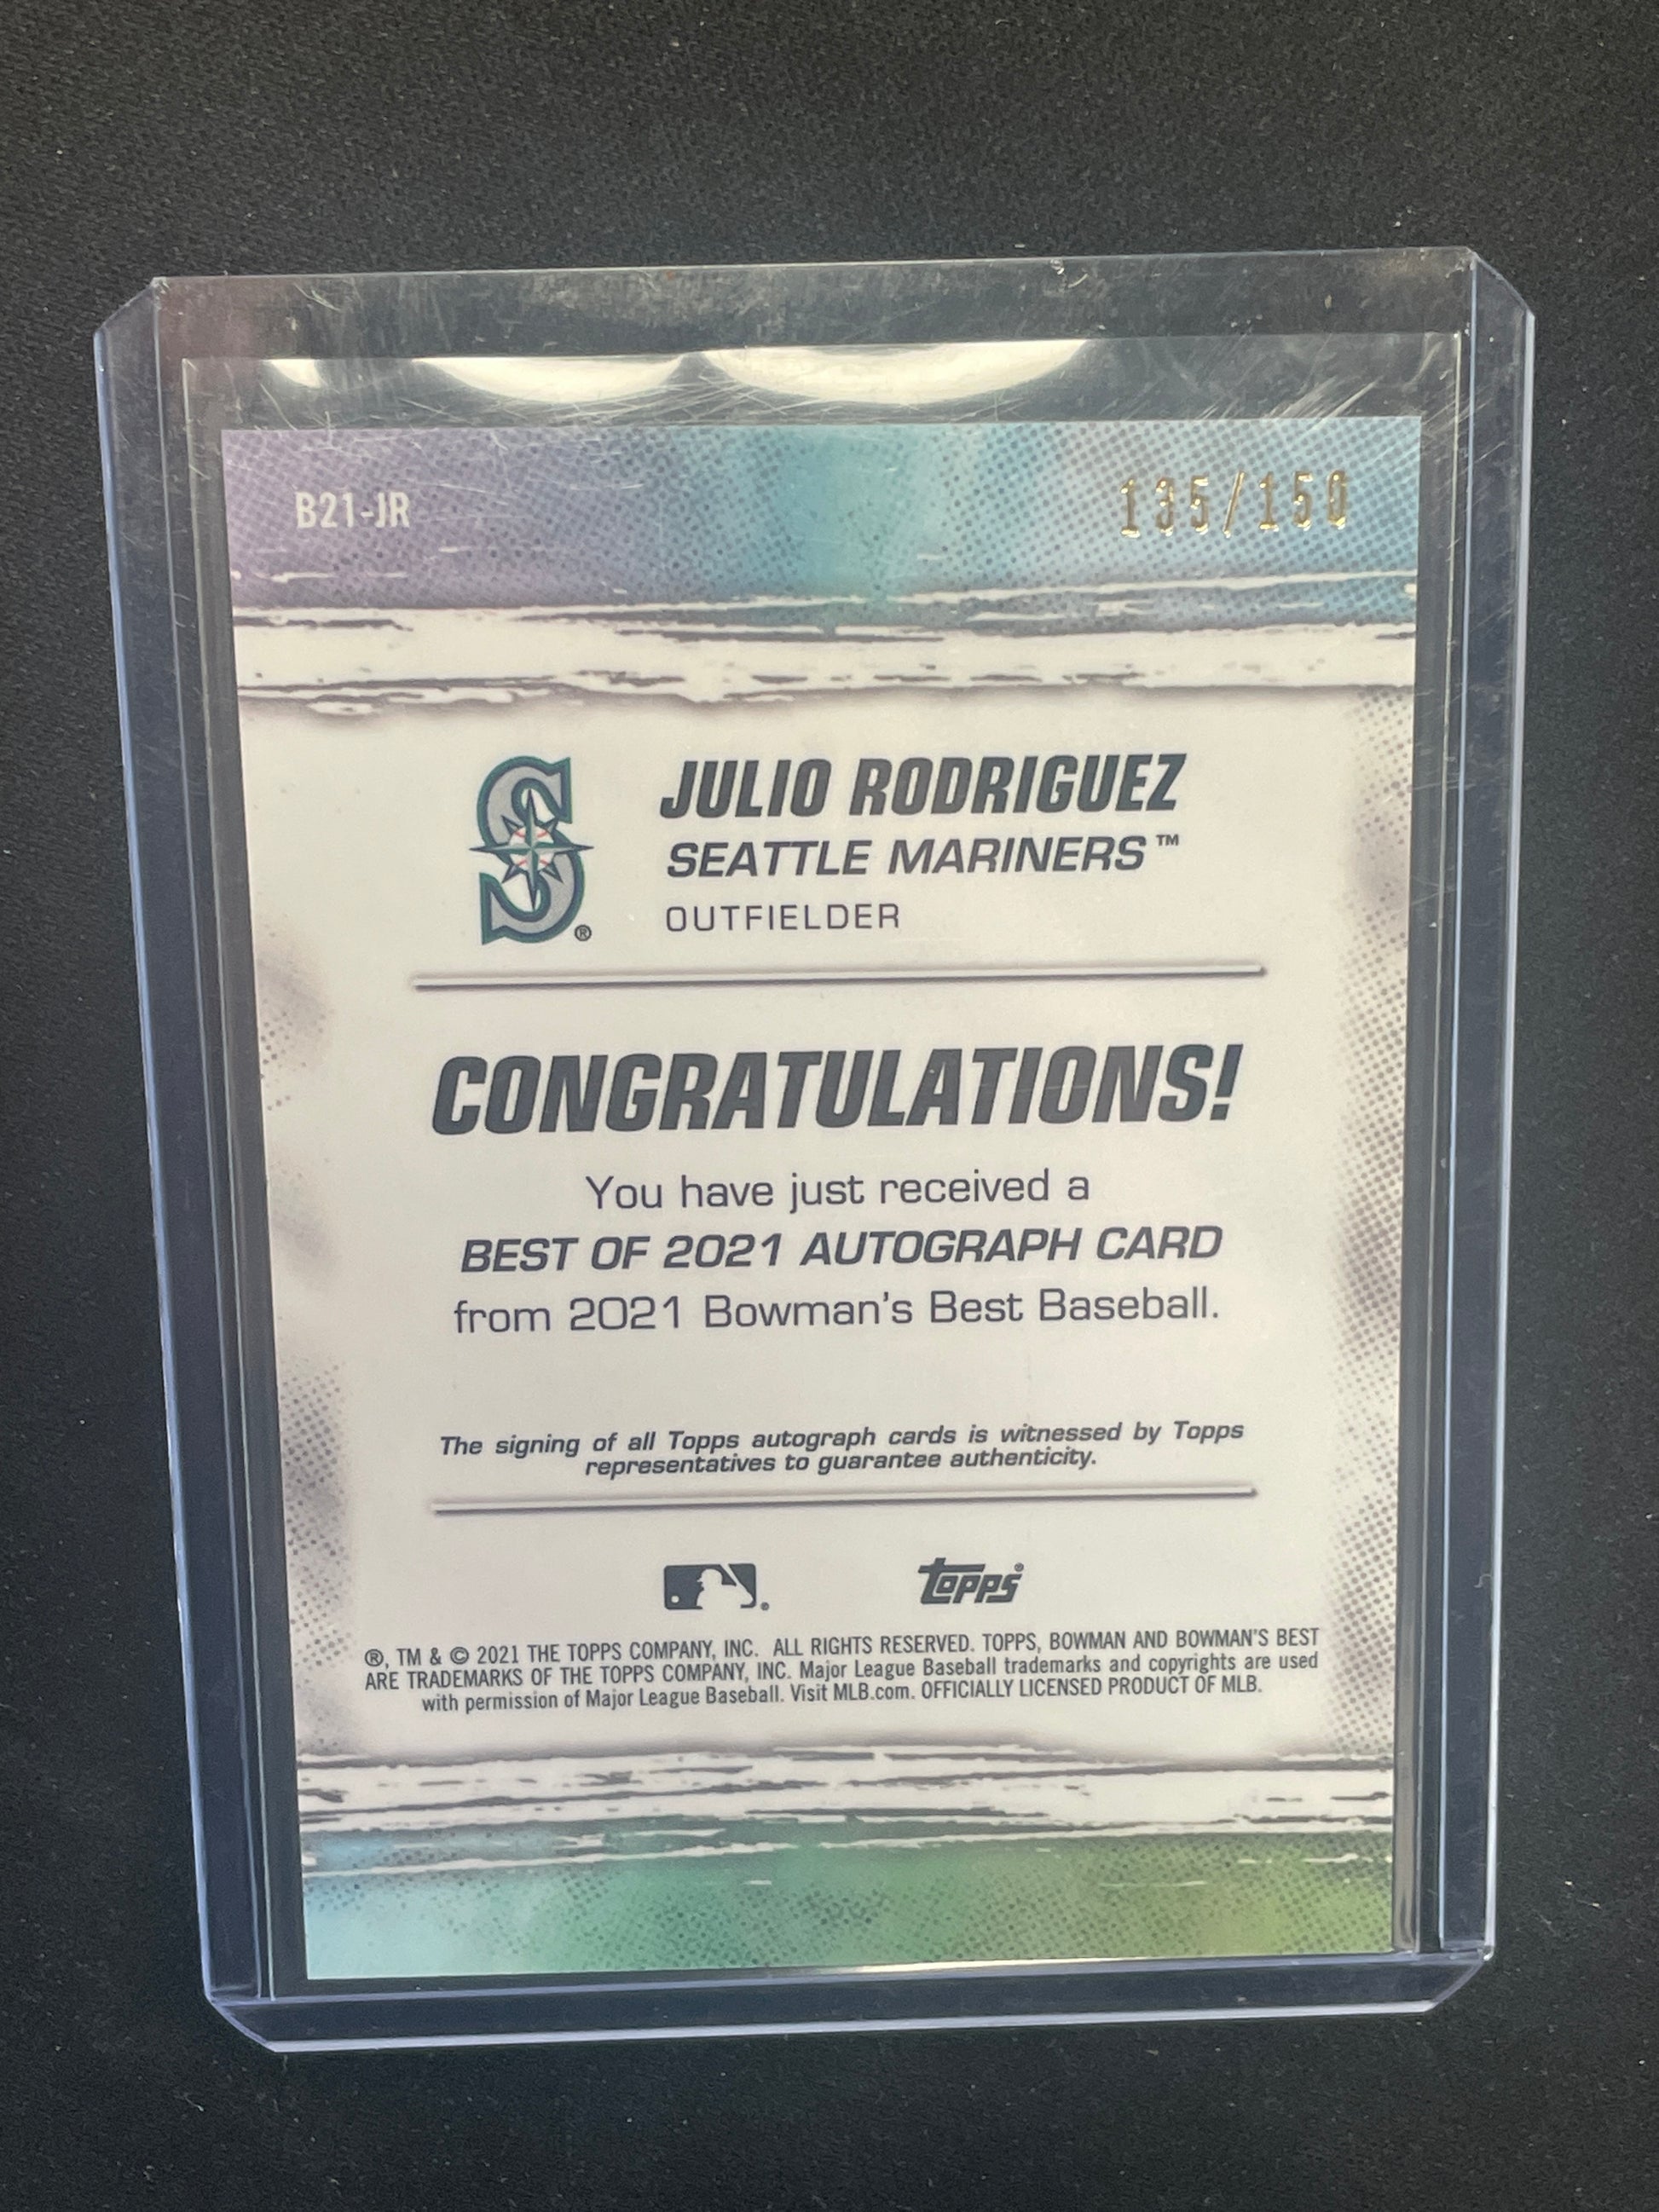 B21-JR 135/150
JULIO RODRIGUEZ
SEATTLE MARINERS™
OUTFIELDER
S®
CONGRATULATIONS!
You have just received a
BEST OF 2021 AUTOGRAPH CARD
from 2021 Bowman's Best Baseball.
The signing of all Topps autograph cards is witnessed by Topps
representatives to guarantee authenticity.
topps®
®, TM & © 2021 THE TOPPS COMPANY, INC. ALL RIGHTS RESERVED. TOPPS, BOWMAN AND BOWMAN'S BEST
ARE TRADEMARKS OF THE TOPPS COMPANY, INC. Major League Baseball trademarks and copyrights are used
with permission of Major League Baseball. Visit MLB.com. OFFICIALLY LICENSED PRODUCT OF MLB.